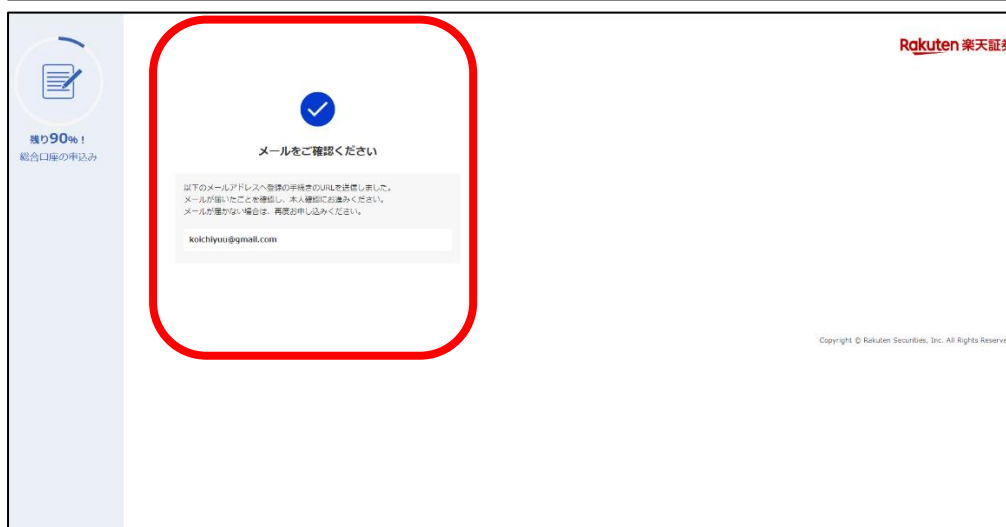 Rakuten 楽天証券
残り90%！
総合口座の申込み
メールをご確認ください
以下のメールアドレスへ登録の手続きのURLを送信しました。
メールが届いたことを確認し、本人確認にお進みください。
メールが届かない場合は、再度お申し込みください。
koichiyuu@gmail.com
Copyright © Rakuten Securities, Inc. All Rights Reserve